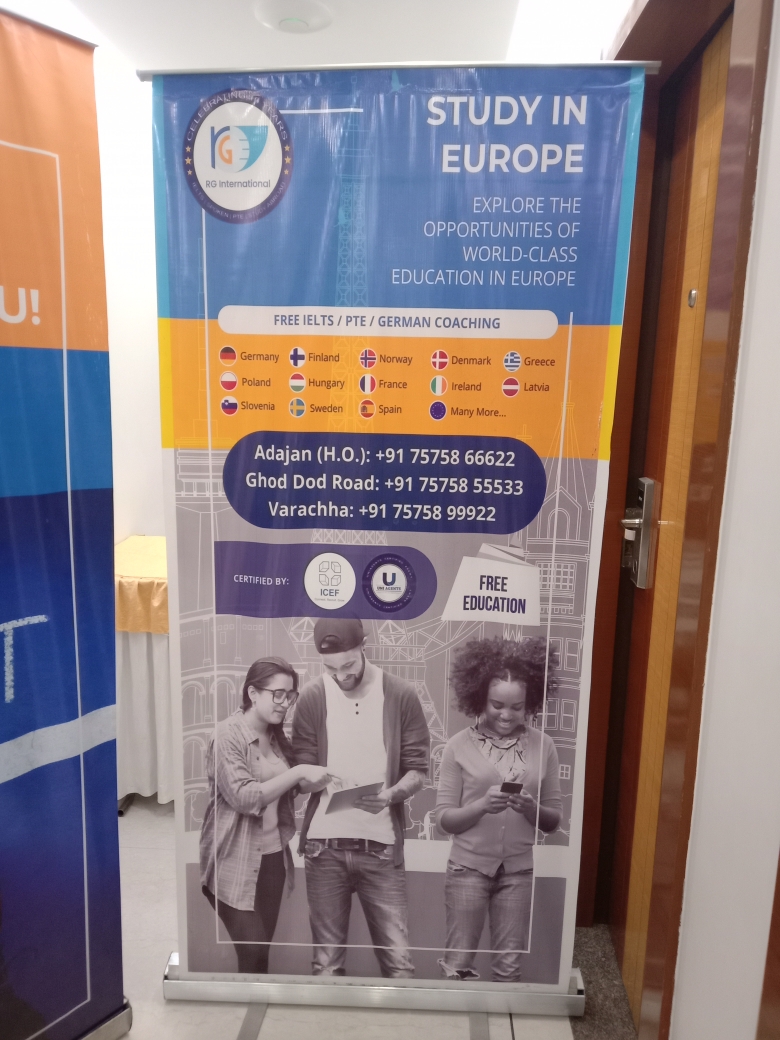 CELEBRATING YEARS
RG
RG International
STUDY IN
EUROPE
EXPLORE THE
OPPORTUNITIES OF
WORLD-CLASS
EDUCATION IN EUROPE
FREE IELTS / PTE / GERMAN COACHING
Germany Finland Norway Denmark Greece
Poland Hungary France Ireland Latvia
Slovenia Sweden Spain Many More...
Adajan (H.O.): +91 75758 66622
Ghod Dod Road: +91 75758 55533
Varachha: +91 75758 99922
CERTIFIED BY:
ICEF
U
FREE
EDUCATION
U!